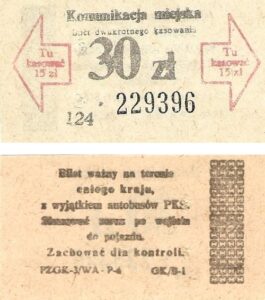 Komunikacja miejska
Bilet dwukrotnego kasowania
Tu
kasować
15 zł
30 zł
Tu
kasować
15 zł
229396
124
Bilet ważny na terenie
całego kraju,
z wyjątkiem autobusów PKS.
Skasować zaraz po wejściu
do pojazdu.
Zachować dla kontroli.
PZGK-3/WA-P-4 GK/B-1